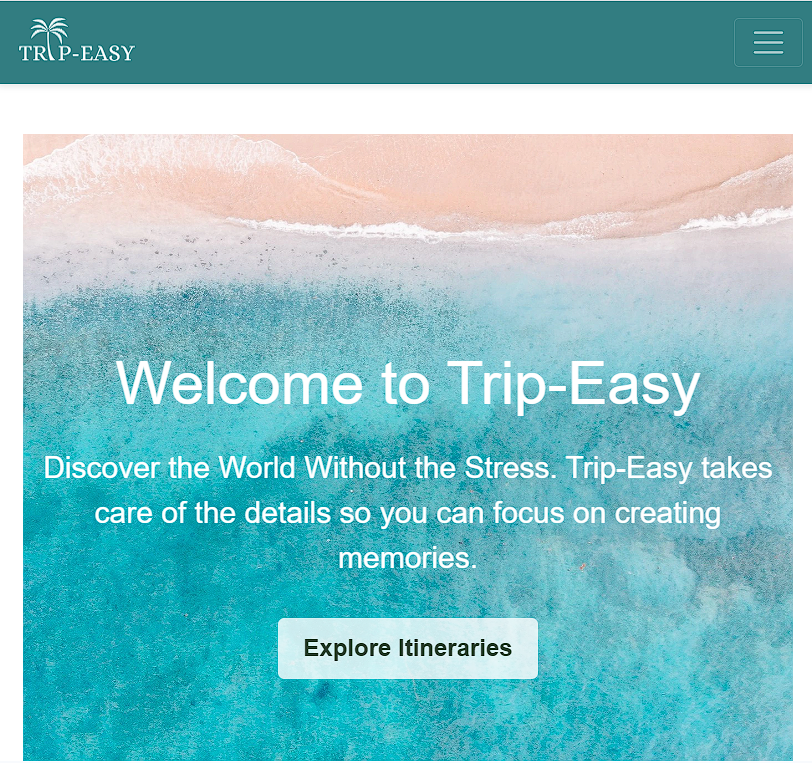 TRIP-EASY
Welcome to Trip-Easy
Discover the World Without the Stress. Trip-Easy takes
care of the details so you can focus on creating
memories.
Explore Itineraries